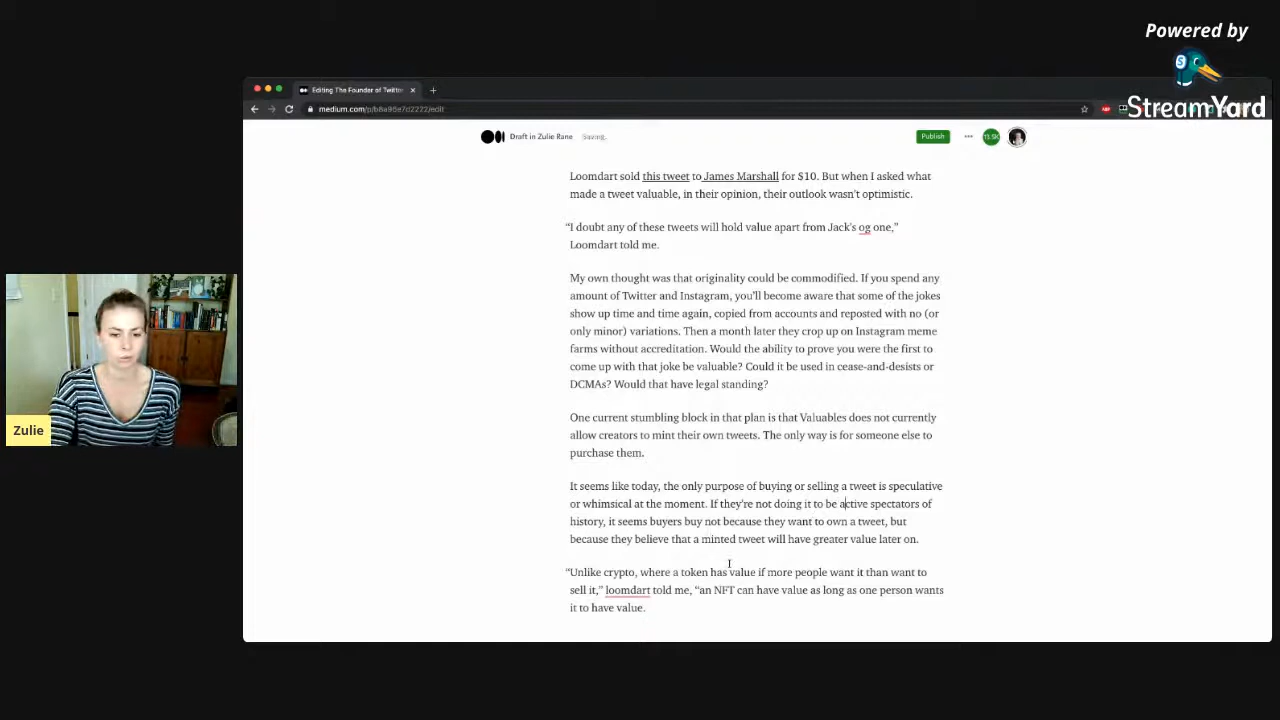 Powered by
StreamYard
Editing The Founder of Twitter
medium.com/p/b8a96e7d2222/edit
Draft in Zulie Rane Saving.
Publish
Loomdart sold this tweet to James Marshall for $10. But when I asked what
made a tweet valuable, in their opinion, their outlook wasn't optimistic.
“I doubt any of these tweets will hold value apart from Jack's og one,”
Loomdart told me.
My own thought was that originality could be commodified. If you spend any
amount of Twitter and Instagram, you'll become aware that some of the jokes
show up time and time again, copied from accounts and reposted with no (or
only minor) variations. Then a month later they crop up on Instagram meme
farms without accreditation. Would the ability to prove you were the first to
come up with that joke be valuable? Could it be used in cease-and-desists or
DCMAs? Would that have legal standing?
One current stumbling block in that plan is that Valuables does not currently
allow creators to mint their own tweets. The only way is for someone else to
purchase them.
It seems like today, the only purpose of buying or selling a tweet is speculative
or whimsical at the moment. If they're not doing it to be active spectators of
history, it seems buyers buy not because they want to own a tweet, but
because they believe that a minted tweet will have greater value later on.
“Unlike crypto, where a token has value if more people want it than want to
sell it,” loomdart told me, “an NFT can have value as long as one person wants
it to have value.
Zulie